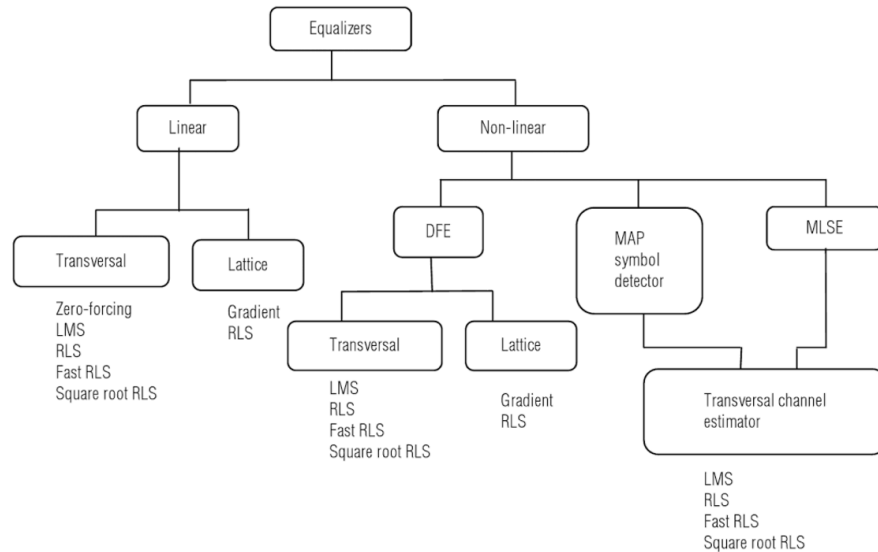 Equalizers
Linear
Non-linear
DFE
MAP
symbol
detector
MLSE
Transversal
Lattice
Zero-forcing
LMS
RLS
Fast RLS
Square root RLS
Gradient
RLS
Transversal
Lattice
LMS
RLS
Fast RLS
Square root RLS
Gradient
RLS
Transversal channel
estimator
LMS
RLS
Fast RLS
Square root RLS